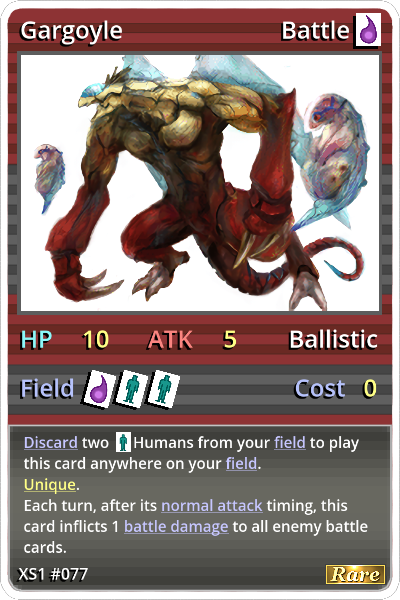 Gargoyle Battle
HP 10 ATK 5 Ballistic
Field Cost 0
Discard two Humans from your field to play
this card anywhere on your field.
Unique.
Each turn, after its normal attack timing, this
card inflicts 1 battle damage to all enemy battle
cards.
XS1 #077 Rare